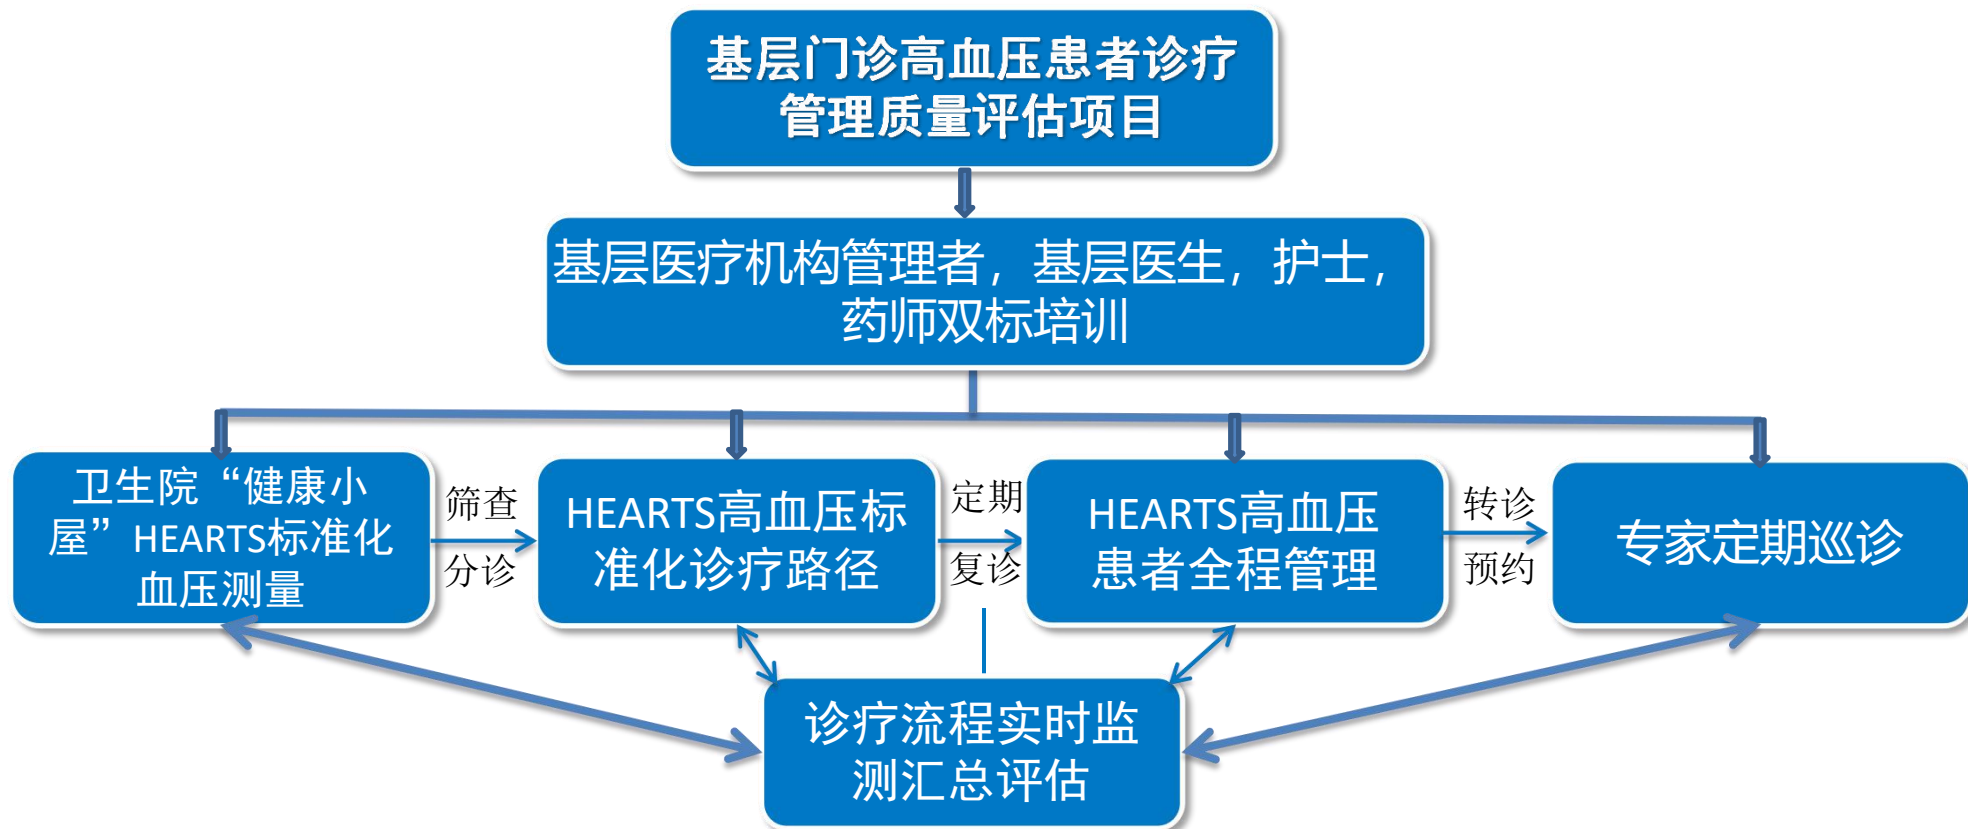 基层门诊高血压患者诊疗
管理质量评估项目
基层医疗机构管理者，基层医生，护士，
药师双标培训
卫生院“健康小
屋”HEARTS标准化
血压测量
筛查
分诊
HEARTS高血压标
准化诊疗路径
定期
复诊
HEARTS高血压
患者全程管理
转诊
预约
专家定期巡诊
诊疗流程实时监
测汇总评估